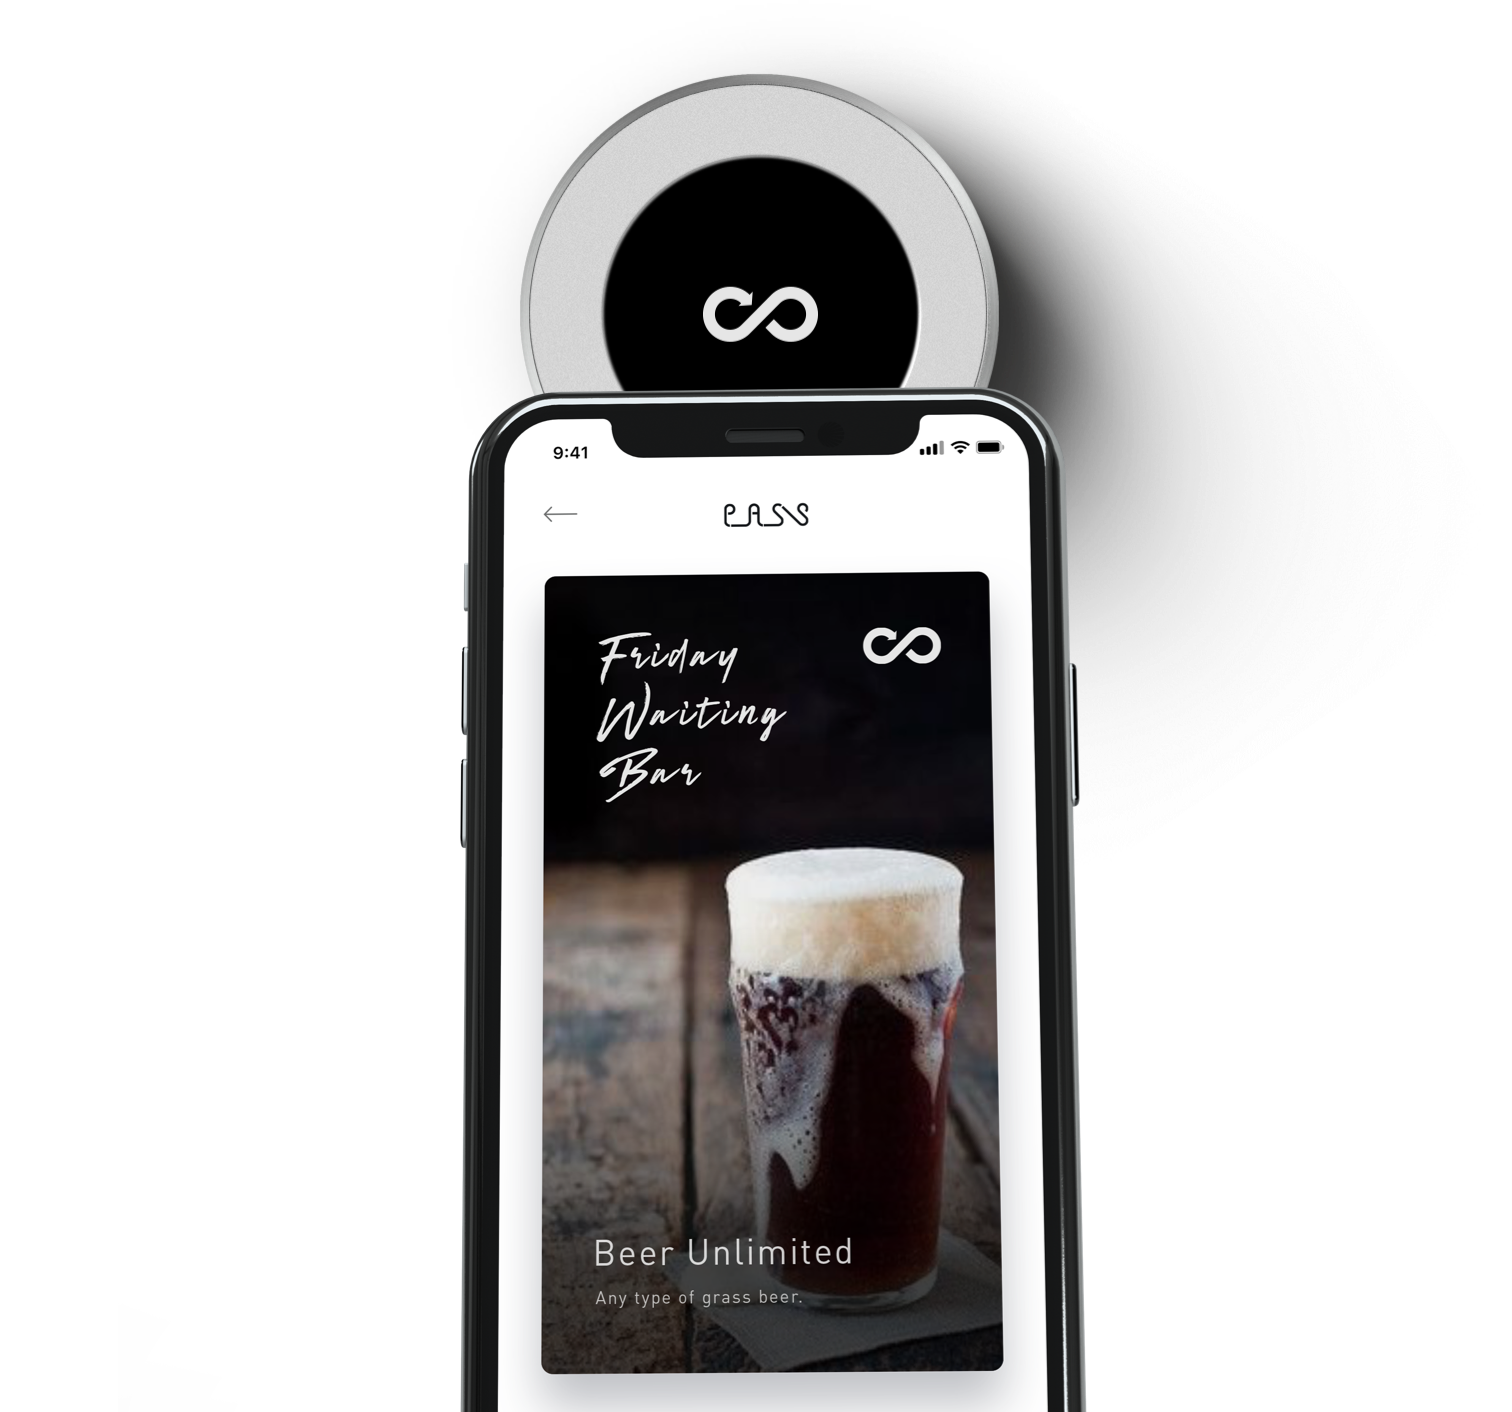 9:41
PASS
Friday
Waiting
Bar
Beer Unlimited
Any type of grass beer.